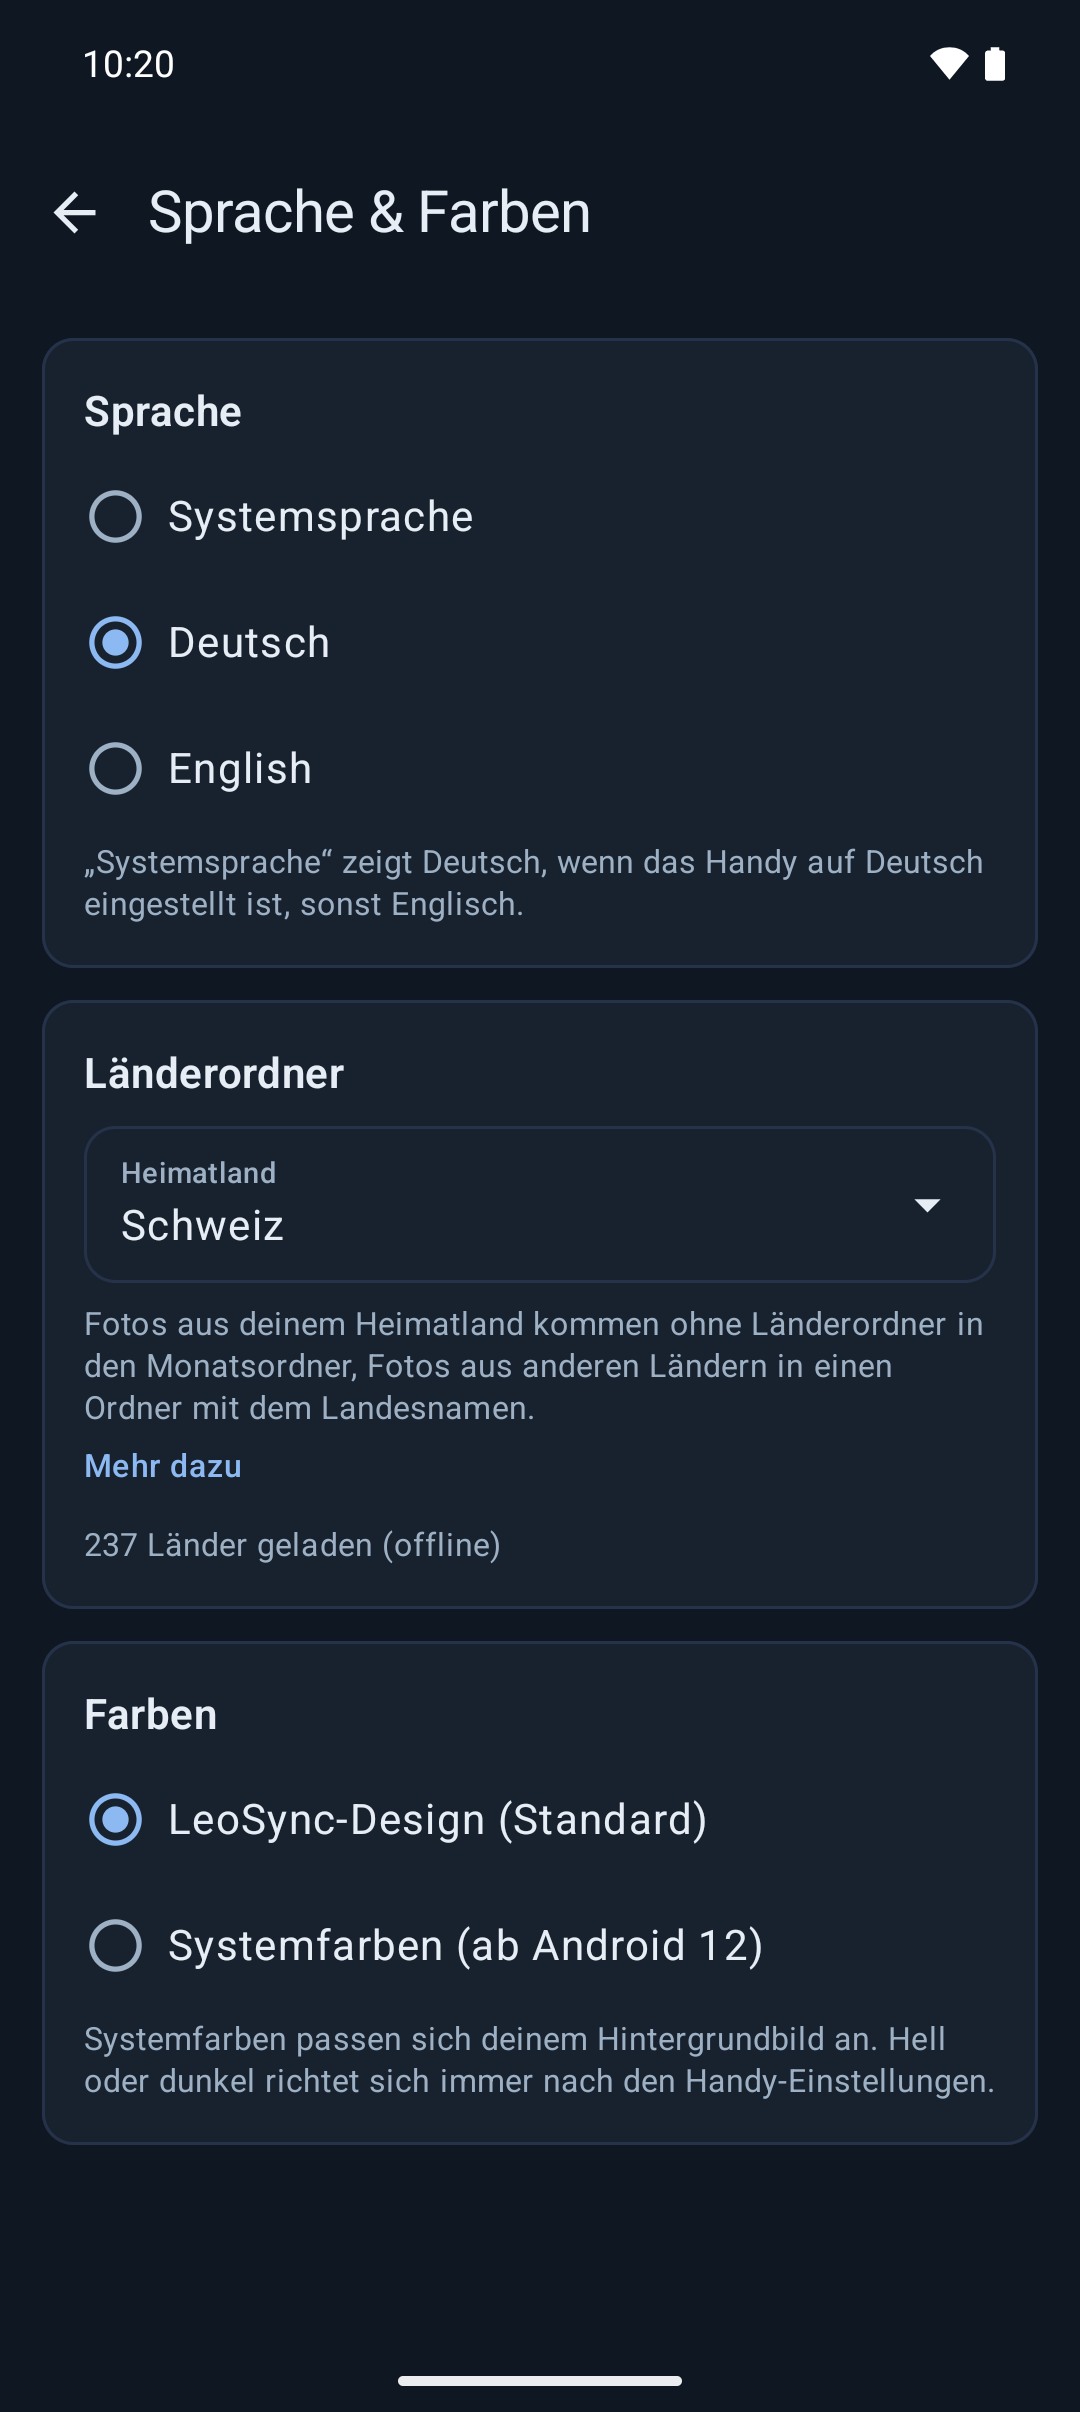 10:20
Sprache & Farben
Sprache
Systemsprache
Deutsch
English
„Systemsprache“ zeigt Deutsch, wenn das Handy auf Deutsch
eingestellt ist, sonst Englisch.
Länderordner
Heimatland
Schweiz
Fotos aus deinem Heimatland kommen ohne Länderordner in
den Monatsordner, Fotos aus anderen Ländern in einen
Ordner mit dem Landesnamen.
Mehr dazu
237 Länder geladen (offline)
Farben
LeoSync-Design (Standard)
Systemfarben (ab Android 12)
Systemfarben passen sich deinem Hintergrundbild an. Hell
oder dunkel richtet sich immer nach den Handy-Einstellungen.